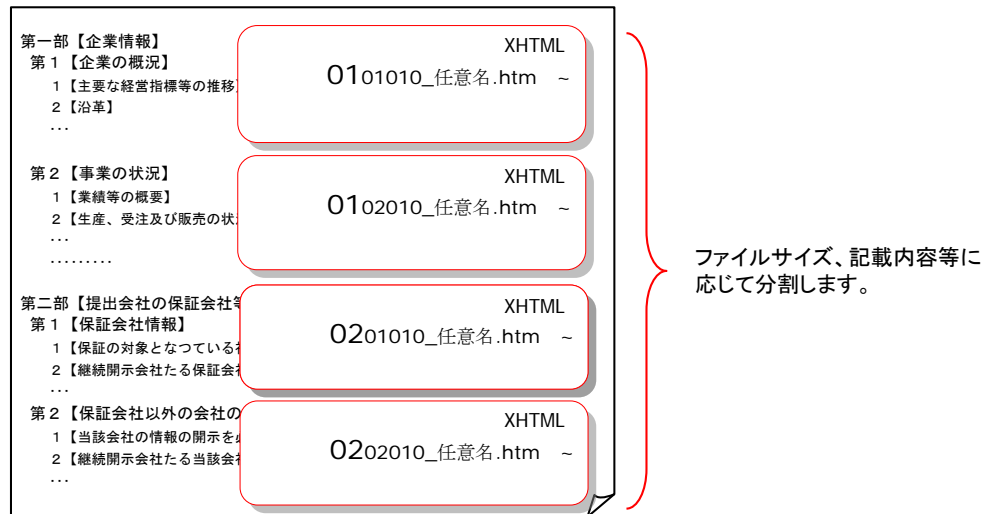 第一部【企業情報】
第１【企業の概況】
１【主要な経営指標等の推移】
２【沿革】
...
XHTML
0101010_任意名.htm ~
第２【事業の状況】
１【業績等の概要】
２【生産、受注及び販売の状
...
.........
XHTML
0102010_任意名.htm ~
第二部【提出会社の保証会社等
第１【保証会社情報】
１【保証の対象となつている
２【継続開示会社たる保証会
...
XHTML
0201010_任意名.htm ~
第２【保証会社以外の会社の
１【当該会社の情報の開示を
２【継続開示会社たる当該会
...
XHTML
0202010_任意名.htm ~
ファイルサイズ、記載内容等に
応じて分割します。